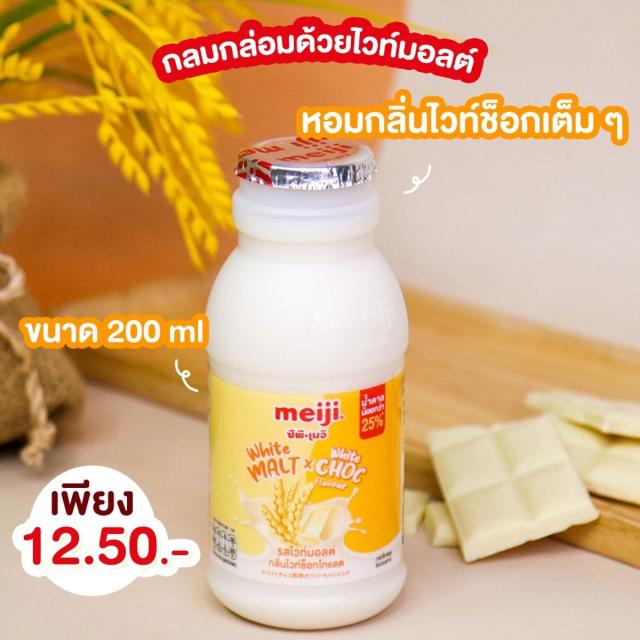 กลมกล่อมด้วยไวท์มอลต์
หอมกลิ่นไวท์ช็อกเต็ม ๆ
meiji
ขนาด 200 ml
meiji
meiji
ซีพี-เมจิ
น้ำตาล
น้อยกว่า
25%
White
MALT x
White
CHOC
flavour
รสไวท์มอลต์
กลิ่นไวท์ช็อกโกแลต
เพียง
12.50.-